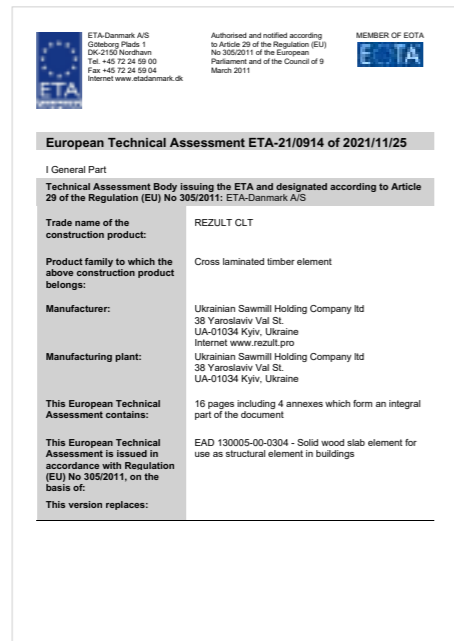 ETA
ETA-Danmark A/S
Göteborg Plads 1
DK-2150 Nordhavn
Tel. +45 72 24 59 00
Fax +45 72 24 59 04
Internet www.etadanmark.dk
Authorised and notified according
to Article 29 of the Regulation (EU)
No 305/2011 of the European
Parliament and of the Council of 9
March 2011
MEMBER OF EOTA
EOTA
European Technical Assessment ETA-21/0914 of 2021/11/25
I General Part
Technical Assessment Body issuing the ETA and designated according to Article
29 of the Regulation (EU) No 305/2011: ETA-Danmark A/S
Trade name of the
construction product:
REZULT CLT
Product family to which the
above construction product
belongs:
Cross laminated timber element
Manufacturer:
Ukrainian Sawmill Holding Company ltd
38 Yaroslaviv Val St.
UA-01034 Kyiv, Ukraine
Internet www.rezult.pro
Manufacturing plant:
Ukrainian Sawmill Holding Company ltd
38 Yaroslaviv Val St.
UA-01034 Kyiv, Ukraine
This European Technical
Assessment contains:
16 pages including 4 annexes which form an integral
part of the document
This European Technical
Assessment is issued in
accordance with Regulation
(EU) No 305/2011, on the
basis of:
EAD 130005-00-0304 - Solid wood slab element for
use as structural element in buildings
This version replaces: